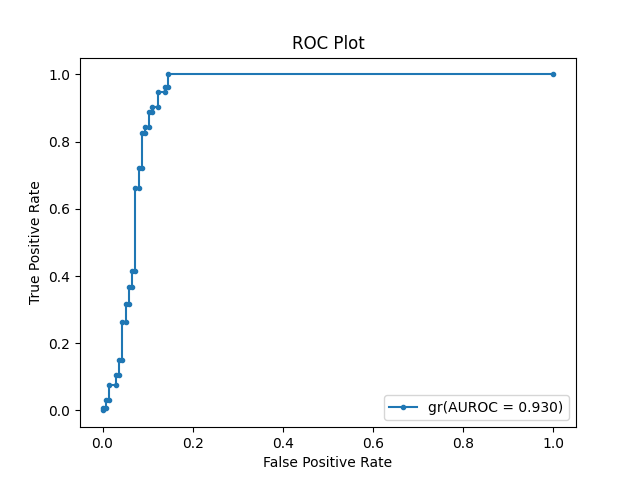 ROC Plot
1.0
0.8
0.6
0.4
0.2
0.0
True Positive Rate
0.0 0.2 0.4 0.6 0.8 1.0
False Positive Rate
gr(AUROC = 0.930)